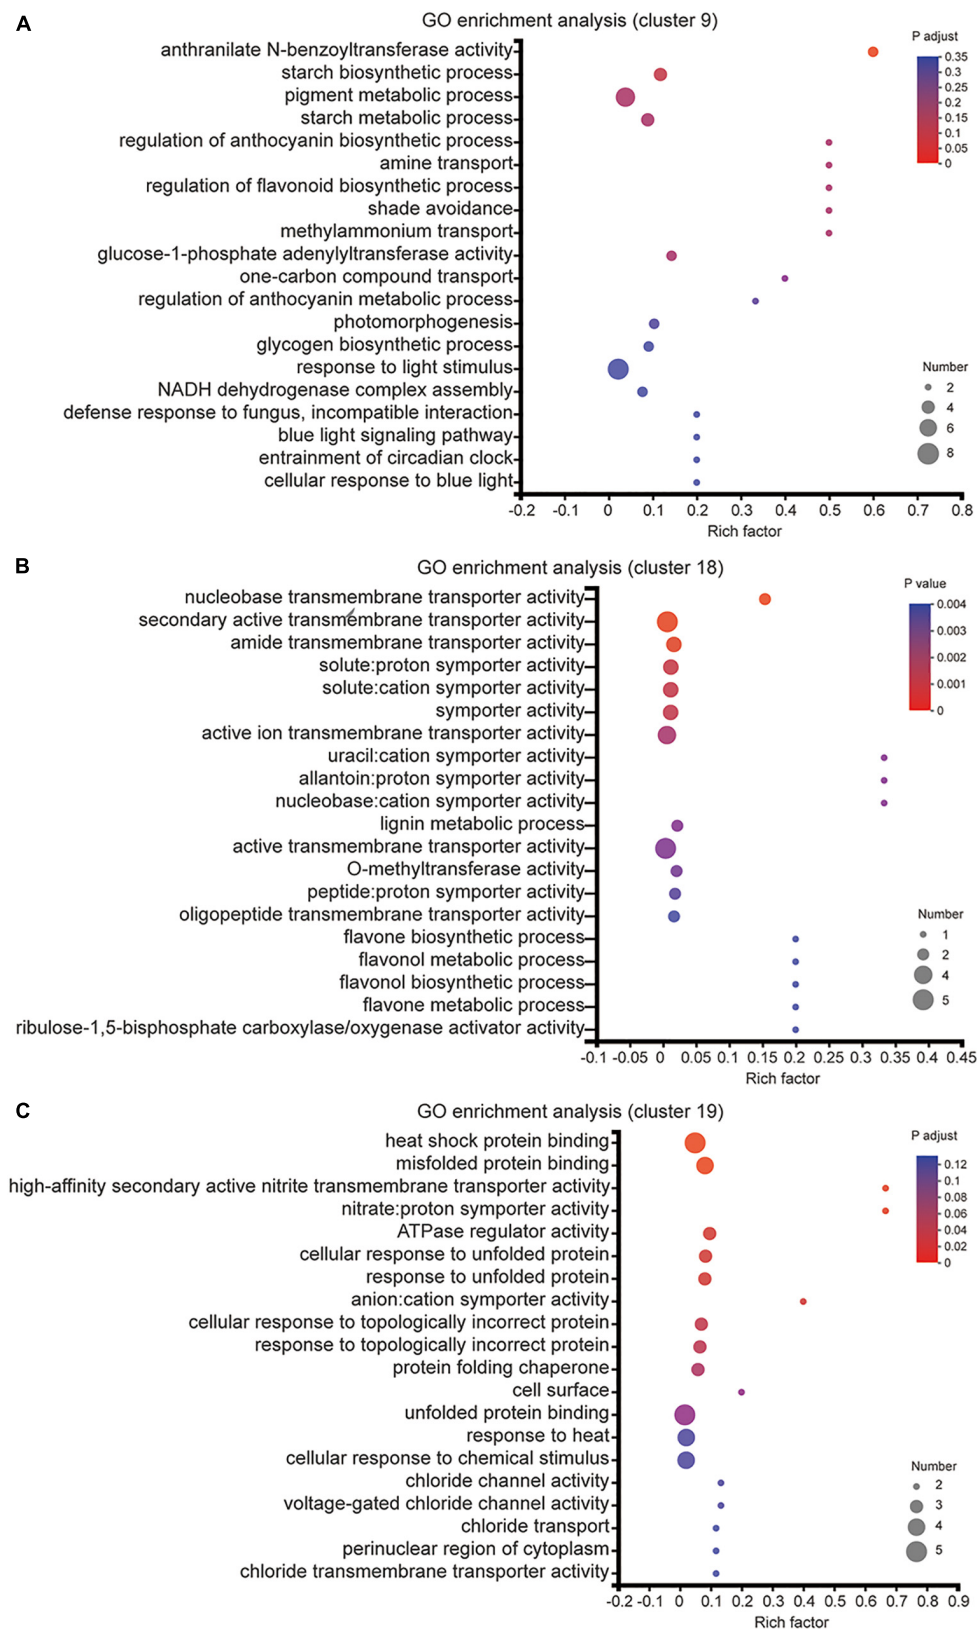 A
GO enrichment analysis (cluster 9)
P adjust
anthranilate N-benzoyltransferase activity
starch biosynthetic process
pigment metabolic process
starch metabolic process
regulation of anthocyanin biosynthetic process
amine transport
regulation of flavonoid biosynthetic process
shade avoidance
methylammonium transport
glucose-1-phosphate adenylyltransferase activity
one-carbon compound transport
regulation of anthocyanin metabolic process
photomorphogenesis
glycogen biosynthetic process
response to light stimulus
NADH dehydrogenase complex assembly
defense response to fungus, incompatible interaction
blue light signaling pathway
entrainment of circadian clock
cellular response to blue light
0.35
0.3
0.25
0.2
0.15
0.1
0.05
0
Number
2
4
6
8
-0.2 -0.1 0 0.1 0.2 0.3 0.4 0.5 0.6 0.7 0.8
Rich factor
B
GO enrichment analysis (cluster 18)
P value
nucleobase transmembrane transporter activity
secondary active transmembrane transporter activity
amide transmembrane transporter activity
solute:proton symporter activity
solute:cation symporter activity
symporter activity
active ion transmembrane transporter activity
uracil:cation symporter activity
allantoin:proton symporter activity
nucleobase:cation symporter activity
lignin metabolic process
active transmembrane transporter activity
O-methyltransferase activity
peptide:proton symporter activity
oligopeptide transmembrane transporter activity
flavone biosynthetic process
flavonol metabolic process
flavonol biosynthetic process
flavone metabolic process
ribulose-1,5-bisphosphate carboxylase/oxygenase activator activity
0.004
0.003
0.002
0.001
0
Number
1
2
4
5
-0.1 -0.05 0 0.05 0.1 0.15 0.2 0.25 0.3 0.35 0.4 0.45
Rich factor
C
GO enrichment analysis (cluster 19)
P adjust
heat shock protein binding
misfolded protein binding
high-affinity secondary active nitrite transmembrane transporter activity
nitrate:proton symporter activity
ATPase regulator activity
cellular response to unfolded protein
response to unfolded protein
anion:cation symporter activity
cellular response to topologically incorrect protein
response to topologically incorrect protein
protein folding chaperone
cell surface
unfolded protein binding
response to heat
cellular response to chemical stimulus
chloride channel activity
voltage-gated chloride channel activity
chloride transport
perinuclear region of cytoplasm
chloride transmembrane transporter activity
0.12
0.1
0.08
0.06
0.04
0.02
0
Number
2
3
4
5
-0.2 -0.1 0 0.1 0.2 0.3 0.4 0.5 0.6 0.7 0.8 0.9
Rich factor